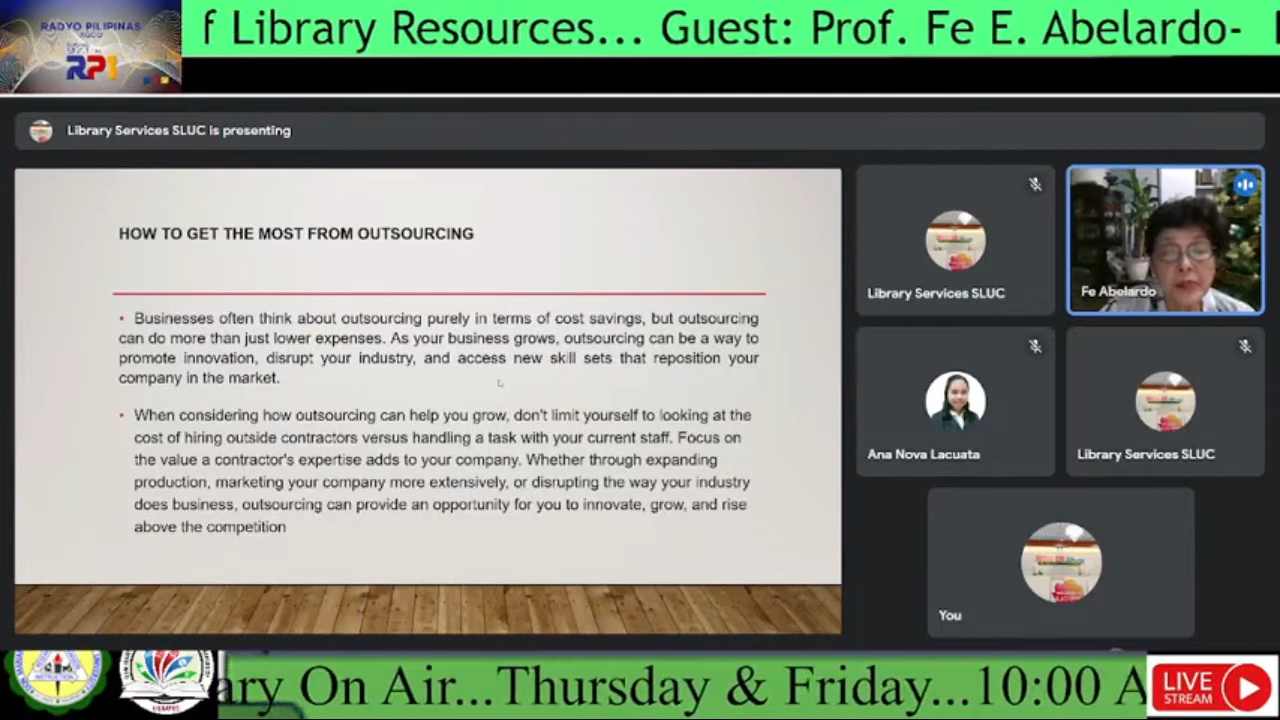 RADYO PILIPINAS
AGOO
RP1
f Library Resources... Guest: Prof. Fe E. Abelardo-
Library Services SLUC is presenting
HOW TO GET THE MOST FROM OUTSOURCING
• Businesses often think about outsourcing purely in terms of cost savings, but outsourcing
can do more than just lower expenses. As your business grows, outsourcing can be a way to
promote innovation, disrupt your industry, and access new skill sets that reposition your
company in the market.
• When considering how outsourcing can help you grow, don't limit yourself to looking at the
cost of hiring outside contractors versus handling a task with your current staff. Focus on
the value a contractor's expertise adds to your company. Whether through expanding
production, marketing your company more extensively, or disrupting the way your industry
does business, outsourcing can provide an opportunity for you to innovate, grow, and rise
above the competition
Library Services SLUC
Fe Abelardo
Ana Nova Lacuata
Library Services SLUC
You
ary On Air...Thursday & Friday...10:00 A
LIVE
STREAM